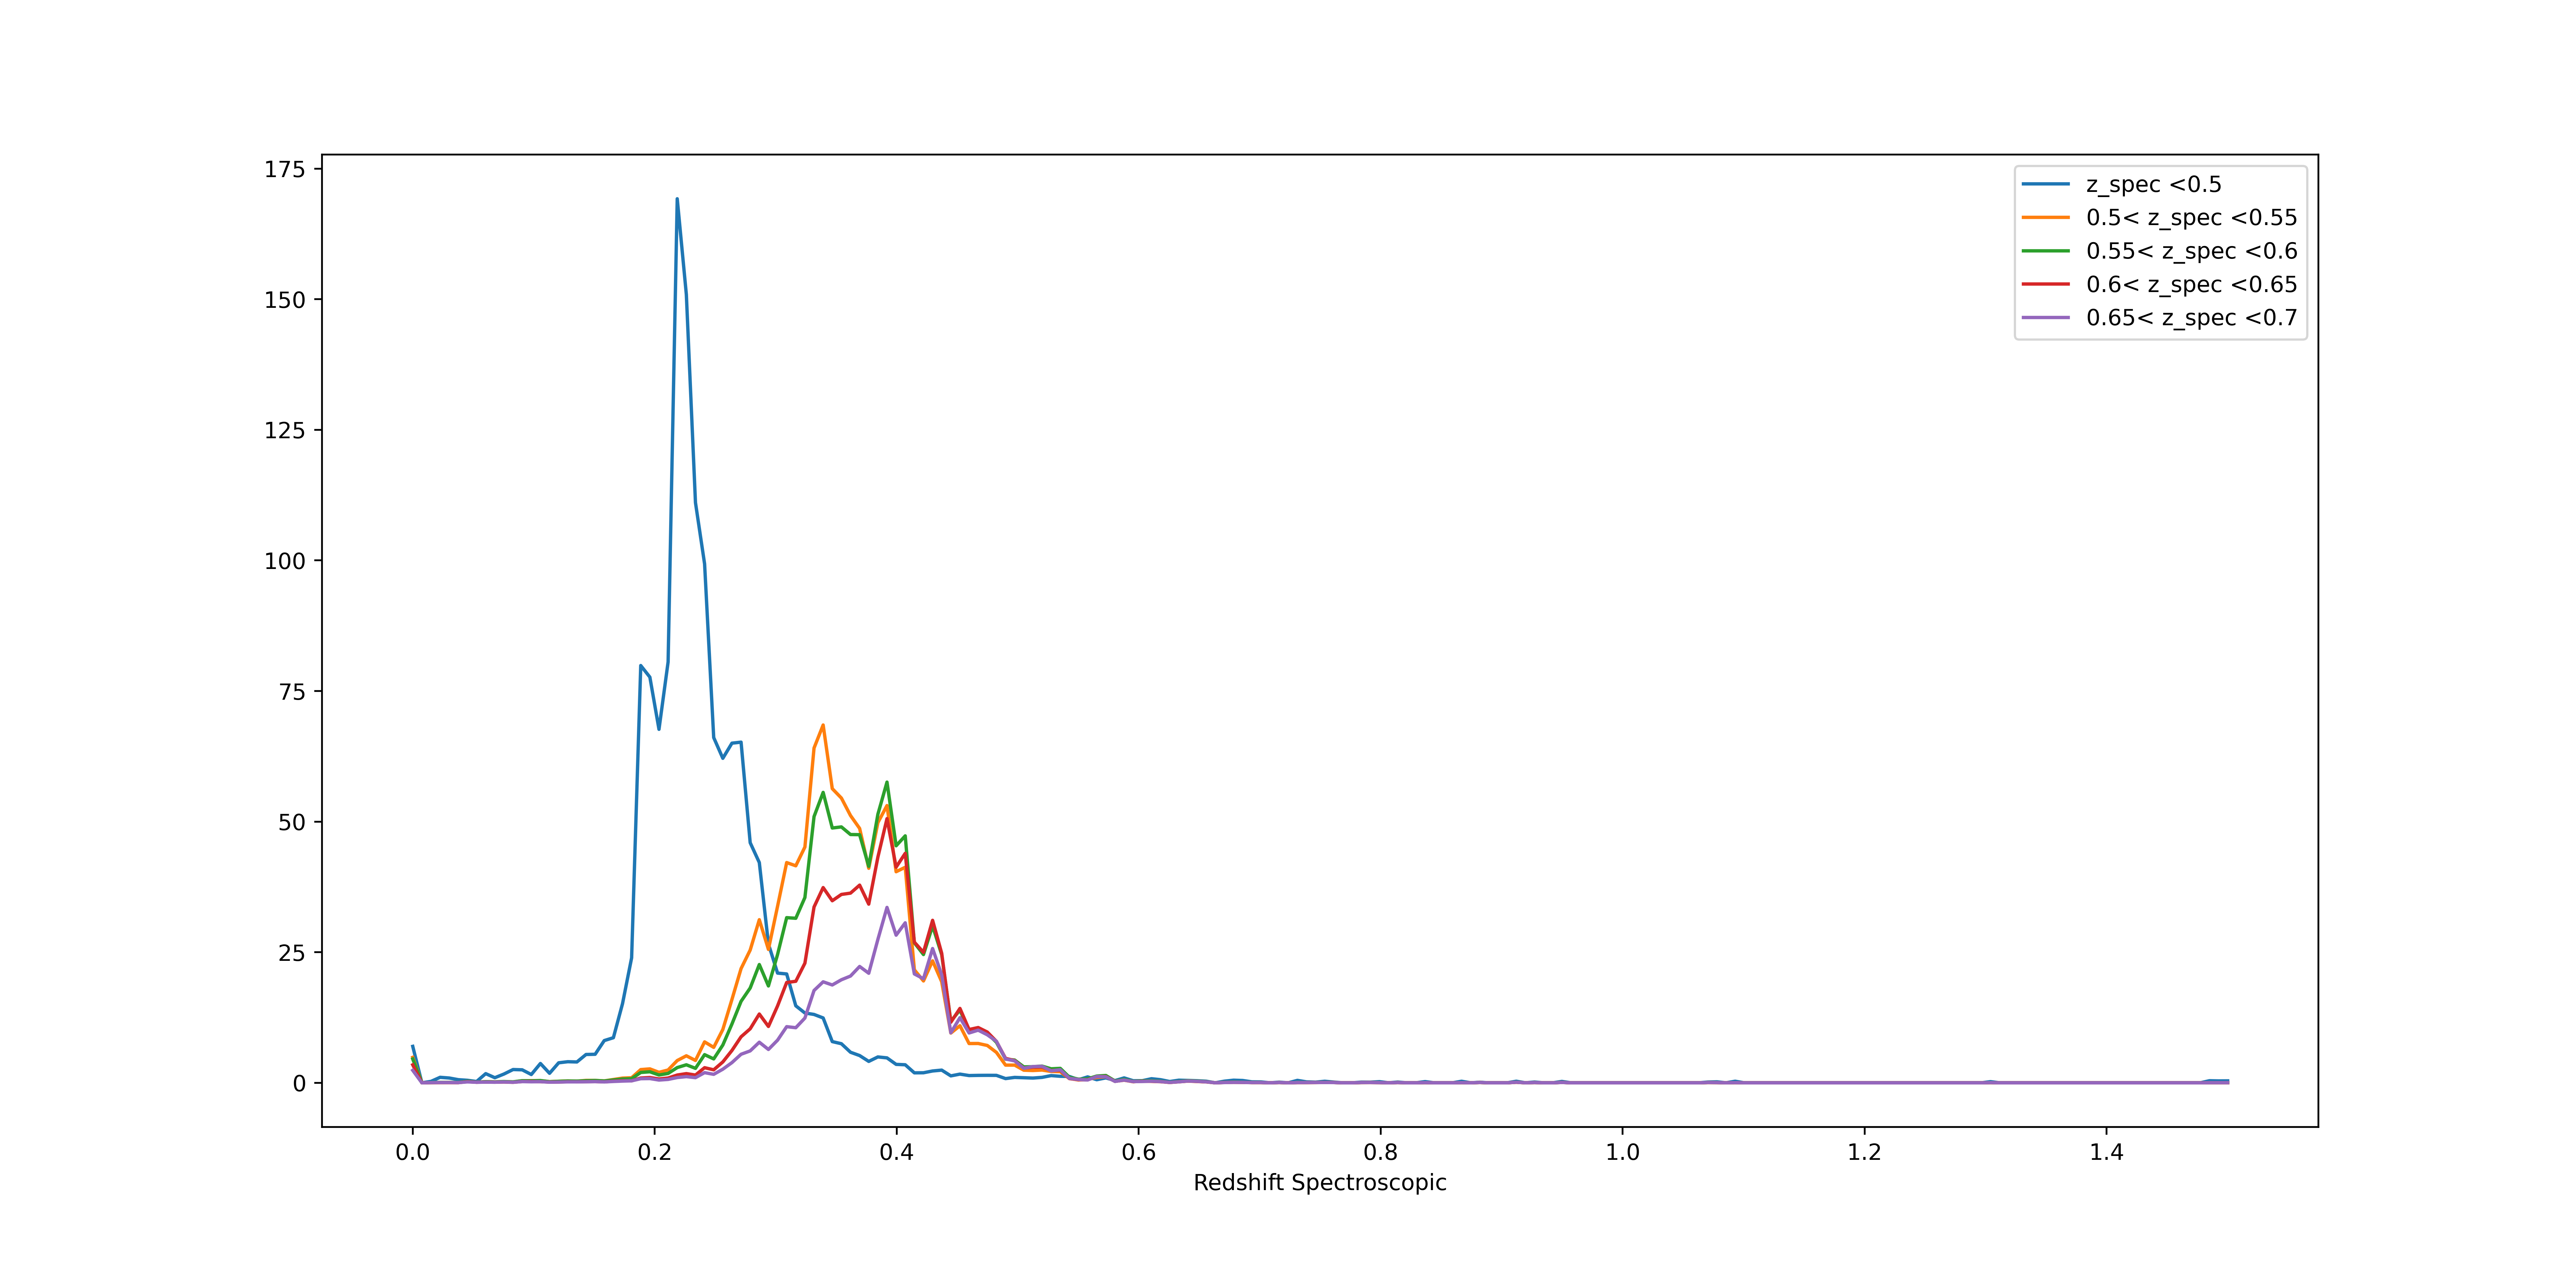 175
150
125
100
75
50
25
0
z_spec <0.5
0.5< z_spec <0.55
0.55< z_spec <0.6
0.6< z_spec <0.65
0.65< z_spec <0.7
0.0 0.2 0.4 0.6 0.8 1.0 1.2 1.4
Redshift Spectroscopic